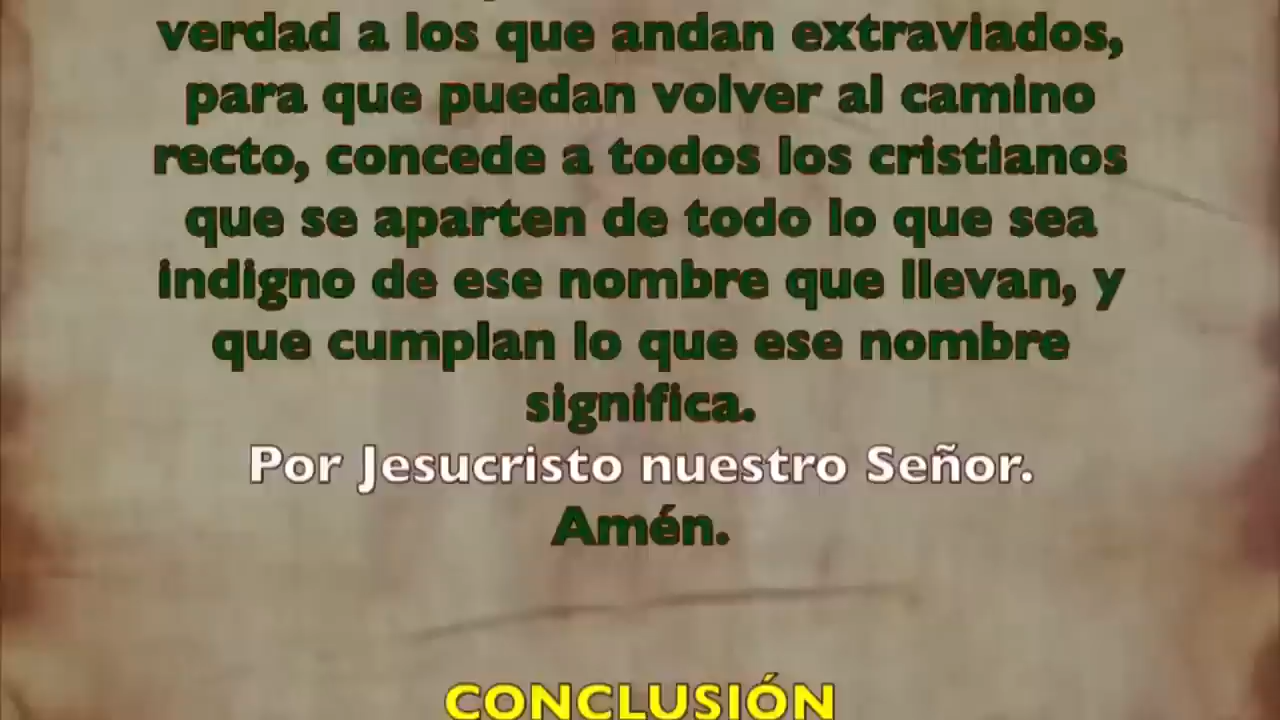 verdad a los que andan extraviados,
para que puedan volver al camino
recto, concede a todos los cristianos
que se aparten de todo lo que sea
indigno de ese nombre que llevan, y
que cumplan lo que ese nombre
significa.
Por Jesucristo nuestro Señor.
Amén.
CONCLUSIÓN